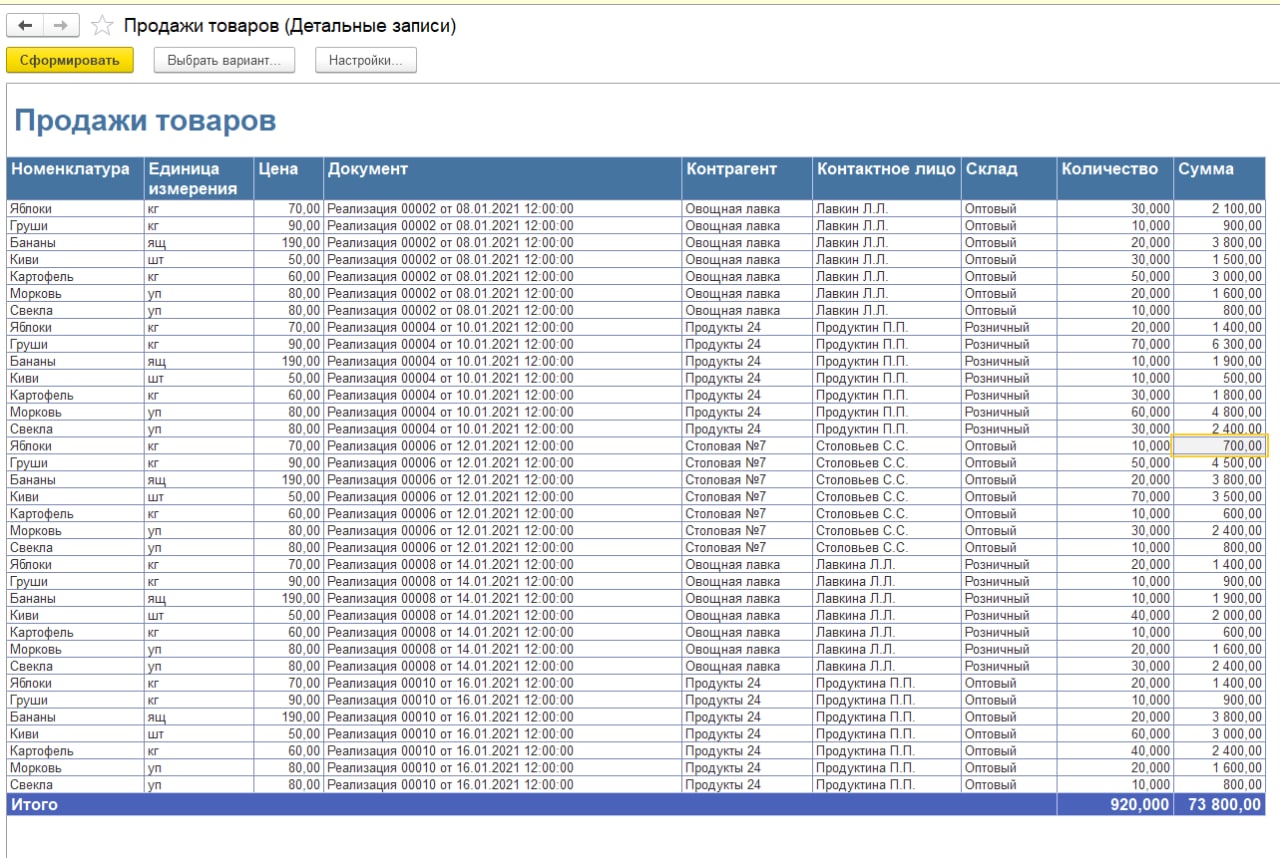 Продажи товаров (Детальные записи)
Сформировать Выбрать вариант... Настройки...
Продажи товаров
Номенклатура Единица измерения Цена Документ Контрагент Контактное лицо Склад Количество Сумма
Яблоки кг 70,00 Реализация 00002 от 08.01.2021 12:00:00 Овощная лавка Лавкин Л.Л. Оптовый 30,000 2 100,00
Груши кг 90,00 Реализация 00002 от 08.01.2021 12:00:00 Овощная лавка Лавкин Л.Л. Оптовый 10,000 900,00
Бананы ящ 190,00 Реализация 00002 от 08.01.2021 12:00:00 Овощная лавка Лавкин Л.Л. Оптовый 20,000 3 800,00
Киви шт 50,00 Реализация 00002 от 08.01.2021 12:00:00 Овощная лавка Лавкин Л.Л. Оптовый 30,000 1 500,00
Картофель кг 60,00 Реализация 00002 от 08.01.2021 12:00:00 Овощная лавка Лавкин Л.Л. Оптовый 50,000 3 000,00
Морковь уп 80,00 Реализация 00002 от 08.01.2021 12:00:00 Овощная лавка Лавкин Л.Л. Оптовый 20,000 1 600,00
Свекла уп 80,00 Реализация 00002 от 08.01.2021 12:00:00 Овощная лавка Лавкин Л.Л. Оптовый 10,000 800,00
Яблоки кг 70,00 Реализация 00004 от 10.01.2021 12:00:00 Продукты 24 Продуктин П.П. Розничный 20,000 1 400,00
Груши кг 90,00 Реализация 00004 от 10.01.2021 12:00:00 Продукты 24 Продуктин П.П. Розничный 70,000 6 300,00
Бананы ящ 190,00 Реализация 00004 от 10.01.2021 12:00:00 Продукты 24 Продуктин П.П. Розничный 10,000 1 900,00
Киви шт 50,00 Реализация 00004 от 10.01.2021 12:00:00 Продукты 24 Продуктин П.П. Розничный 10,000 500,00
Картофель кг 60,00 Реализация 00004 от 10.01.2021 12:00:00 Продукты 24 Продуктин П.П. Розничный 30,000 1 800,00
Морковь уп 80,00 Реализация 00004 от 10.01.2021 12:00:00 Продукты 24 Продуктин П.П. Розничный 60,000 4 800,00
Свекла уп 80,00 Реализация 00004 от 10.01.2021 12:00:00 Продукты 24 Продуктин П.П. Розничный 30,000 2 400,00
Яблоки кг 70,00 Реализация 00006 от 12.01.2021 12:00:00 Столовая №7 Столовьев С.С. Оптовый 10,000 700,00
Груши кг 90,00 Реализация 00006 от 12.01.2021 12:00:00 Столовая №7 Столовьев С.С. Оптовый 50,000 4 500,00
Бананы ящ 190,00 Реализация 00006 от 12.01.2021 12:00:00 Столовая №7 Столовьев С.С. Оптовый 20,000 3 800,00
Киви шт 50,00 Реализация 00006 от 12.01.2021 12:00:00 Столовая №7 Столовьев С.С. Оптовый 70,000 3 500,00
Картофель кг 60,00 Реализация 00006 от 12.01.2021 12:00:00 Столовая №7 Столовьев С.С. Оптовый 10,000 600,00
Морковь уп 80,00 Реализация 00006 от 12.01.2021 12:00:00 Столовая №7 Столовьев С.С. Оптовый 30,000 2 400,00
Свекла уп 80,00 Реализация 00006 от 12.01.2021 12:00:00 Столовая №7 Столовьев С.С. Оптовый 10,000 800,00
Яблоки кг 70,00 Реализация 00008 от 14.01.2021 12:00:00 Овощная лавка Лавкина Л.Л. Розничный 20,000 1 400,00
Груши кг 90,00 Реализация 00008 от 14.01.2021 12:00:00 Овощная лавка Лавкина Л.Л. Розничный 10,000 900,00
Бананы ящ 190,00 Реализация 00008 от 14.01.2021 12:00:00 Овощная лавка Лавкина Л.Л. Розничный 10,000 1 900,00
Киви шт 50,00 Реализация 00008 от 14.01.2021 12:00:00 Овощная лавка Лавкина Л.Л. Розничный 40,000 2 000,00
Картофель кг 60,00 Реализация 00008 от 14.01.2021 12:00:00 Овощная лавка Лавкина Л.Л. Розничный 10,000 600,00
Морковь уп 80,00 Реализация 00008 от 14.01.2021 12:00:00 Овощная лавка Лавкина Л.Л. Розничный 20,000 1 600,00
Свекла уп 80,00 Реализация 00008 от 14.01.2021 12:00:00 Овощная лавка Лавкина Л.Л. Розничный 30,000 2 400,00
Яблоки кг 70,00 Реализация 00010 от 16.01.2021 12:00:00 Продукты 24 Продуктина П.П. Оптовый 20,000 1 400,00
Груши кг 90,00 Реализация 00010 от 16.01.2021 12:00:00 Продукты 24 Продуктина П.П. Оптовый 10,000 900,00
Бананы ящ 190,00 Реализация 00010 от 16.01.2021 12:00:00 Продукты 24 Продуктина П.П. Оптовый 20,000 3 800,00
Киви шт 50,00 Реализация 00010 от 16.01.2021 12:00:00 Продукты 24 Продуктина П.П. Оптовый 60,000 3 000,00
Картофель кг 60,00 Реализация 00010 от 16.01.2021 12:00:00 Продукты 24 Продуктина П.П. Оптовый 40,000 2 400,00
Морковь уп 80,00 Реализация 00010 от 16.01.2021 12:00:00 Продукты 24 Продуктина П.П. Оптовый 20,000 1 600,00
Свекла уп 80,00 Реализация 00010 от 16.01.2021 12:00:00 Продукты 24 Продуктина П.П. Оптовый 10,000 800,00
Итого 920,000 73 800,00